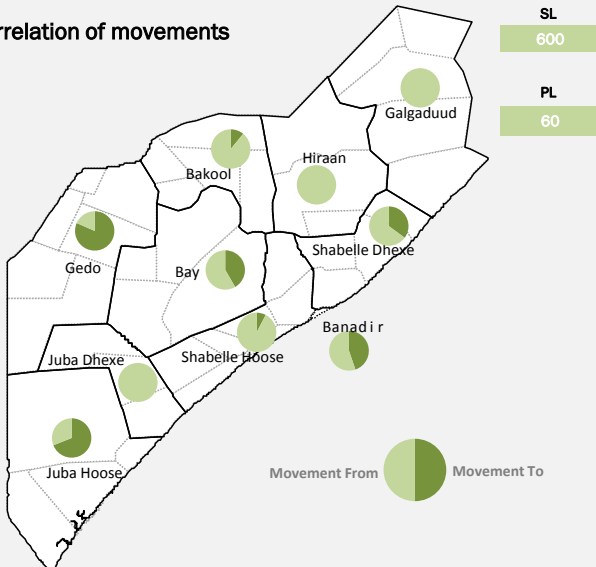 rrelation of movements
SL
600
PL
60
Galgaduud
Hiraan
Bakool
Shabelle Dhexe
Gedo
Bay
Banadir
Shabelle Hoose
Juba Dhexe
Juba Hoose
Movement From
Movement To